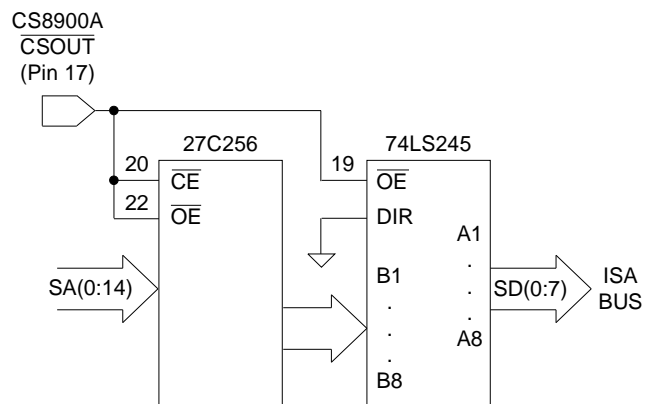 CS8900A
CSOUT
(Pin 17)
27C256
74LS245
20
CE
19
OE
22
OE
DIR
A1
.
.
.
A8
SA(0:14)
B1
.
.
.
B8
SD(0:7)
ISA
BUS